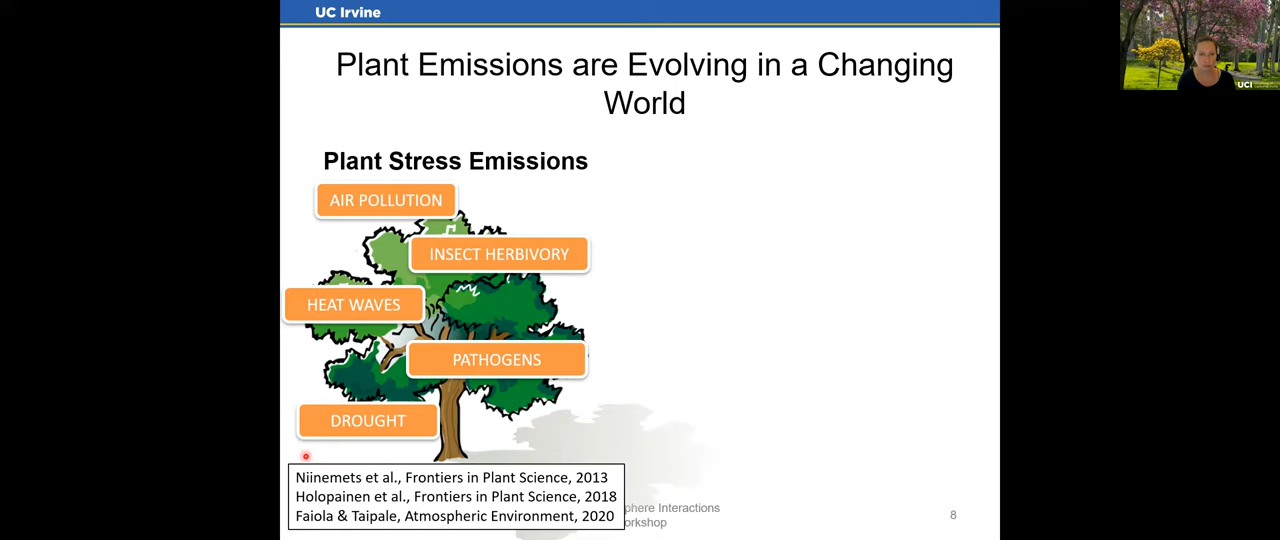 UC Irvine
Plant Emissions are Evolving in a Changing
World
Plant Stress Emissions
AIR POLLUTION
INSECT HERBIVORY
HEAT WAVES
PATHOGENS
DROUGHT
Niinemets et al., Frontiers in Plant Science, 2013
Holopainen et al., Frontiers in Plant Science, 2018
Faiola & Taipale, Atmospheric Environment, 2020
phere Interactions
orkshop
8
UCI